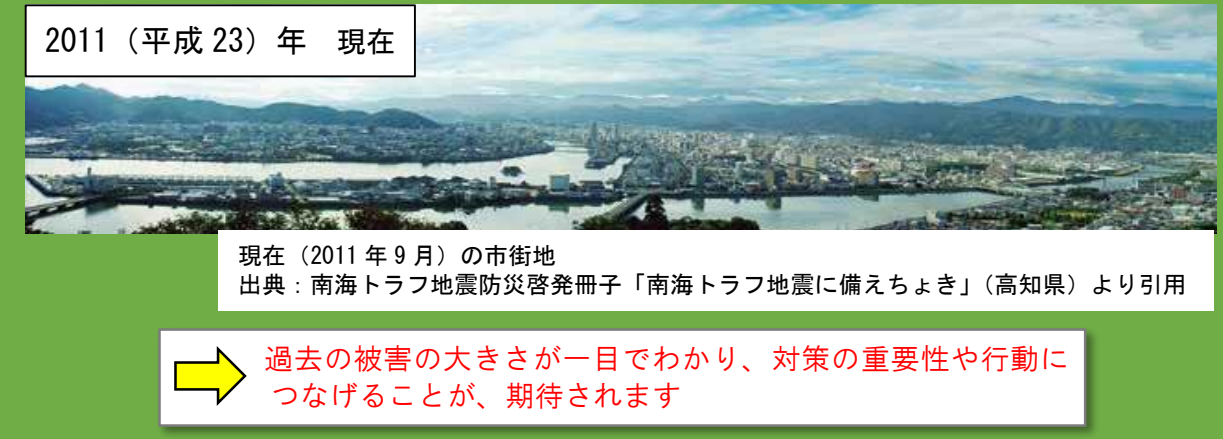 2011（平成 23）年　現在
現在（2011 年 9 月）の市街地
出典：南海トラフ地震防災啓発冊子「南海トラフ地震に備えちょき」（高知県）より引用
過去の被害の大きさが一目でわかり、対策の重要性や行動に
つなげることが、期待されます